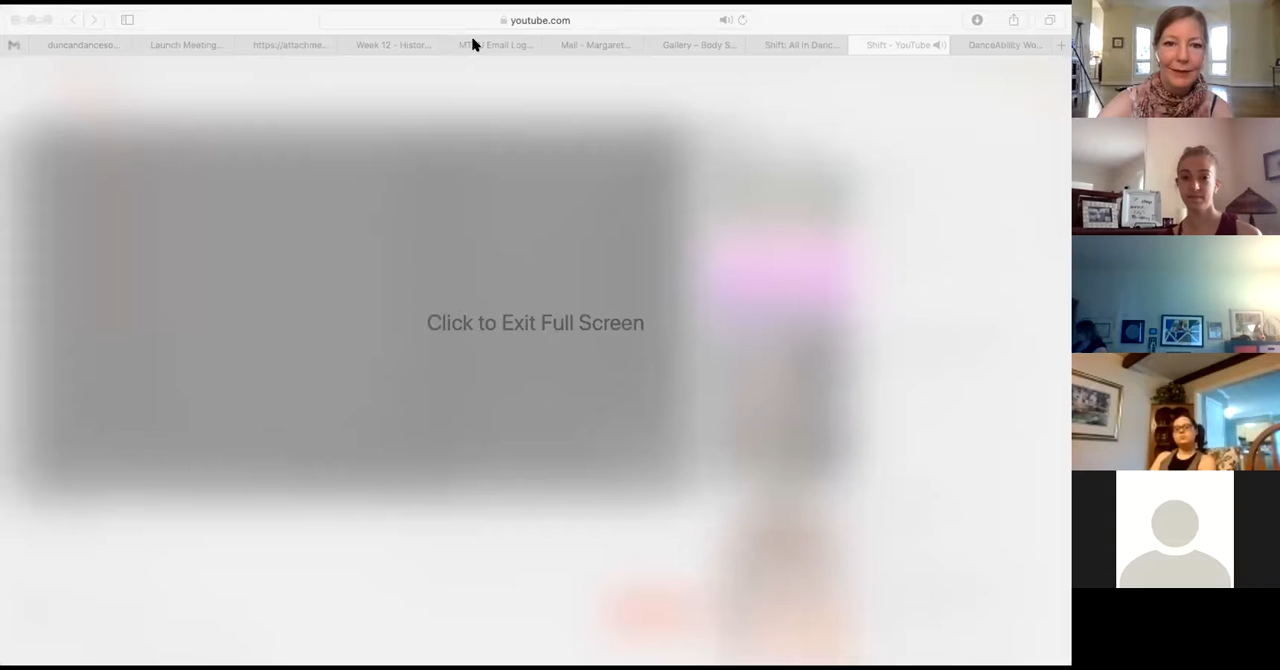 youtube.com
duncandanceso... Launch Meeting... https://attachme... Week 12 - Histor... Email Log... Mail - Margaret... Gallery – Body S... Shift: All in Danc... Shift - YouTube DanceAbility Wo...
Click to Exit Full Screen